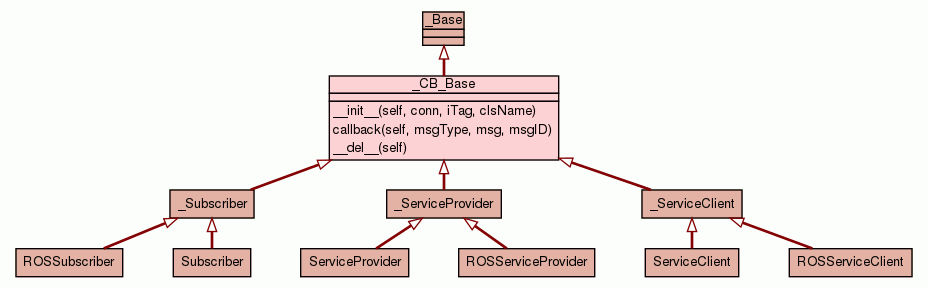 _Base
_CB_Base
__init__(self, conn, iTag, clsName)
callback(self, msgType, msg, msgID)
__del__(self)
_Subscriber
_ServiceProvider
_ServiceClient
ROSSubscriber
Subscriber
ServiceProvider
ROSServiceProvider
ServiceClient
ROSServiceClient